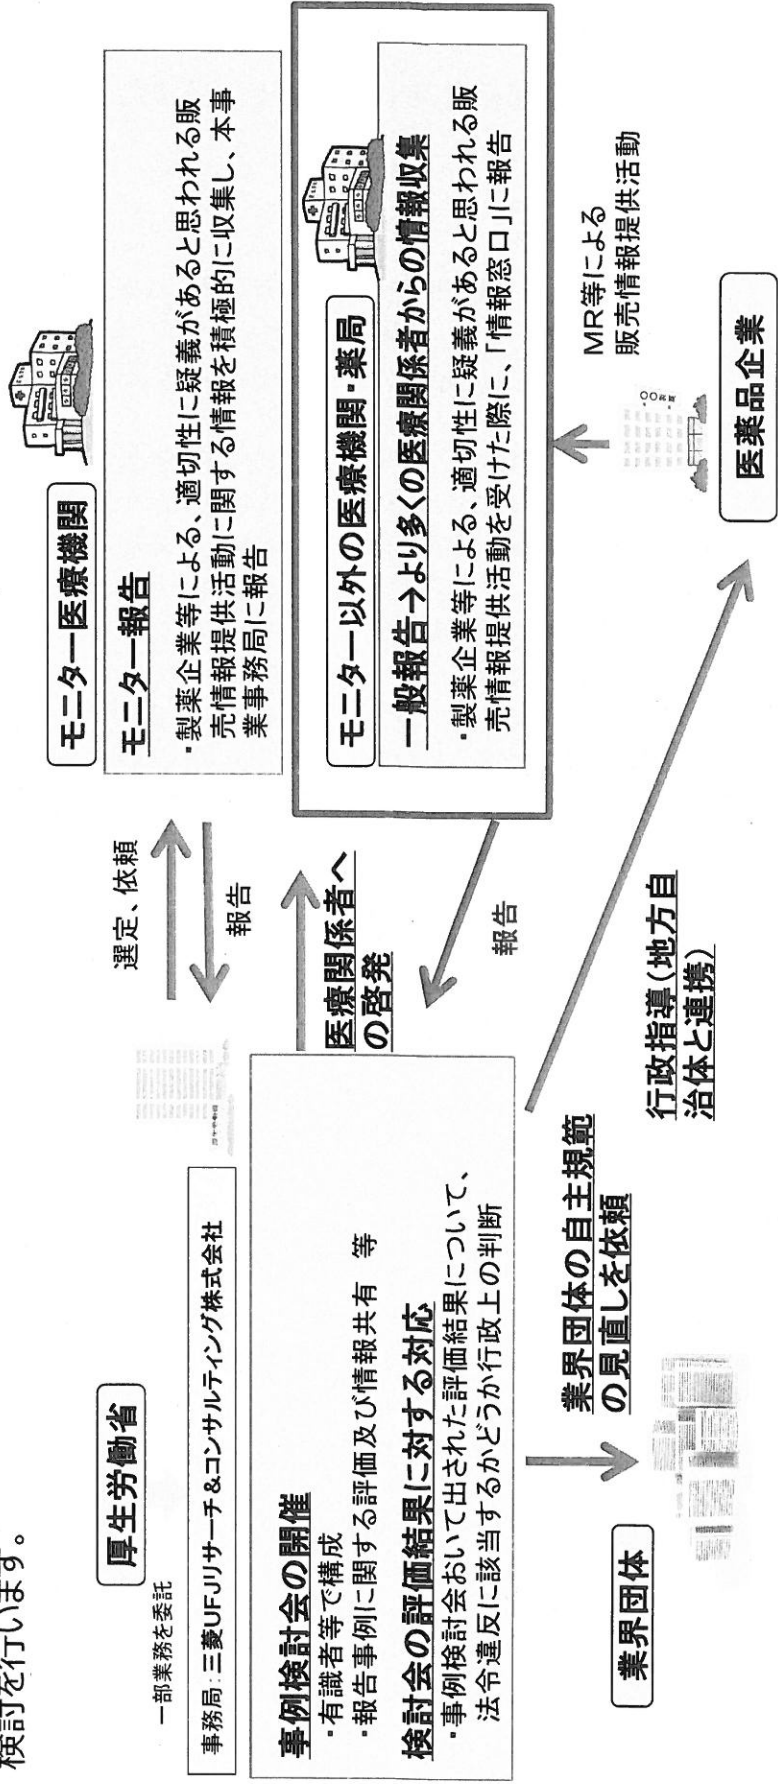 検討を行います。
厚生労働省
一部業務を委託
事務局：三菱UFJリサーチ＆コンサルティング株式会社
事例検討会の開催
・有識者等で構成
・報告事例に関する評価及び情報共有　等
検討会の評価結果に対する対応
・事例検討会おいて出された評価結果について、
法令違反に該当するかどうか行政上の判断
選定、依頼
報告
医療関係者へ
の啓発
報告
モニター医療機関
モニター報告
・製薬企業等による、適切性に疑義があると思われる販
売情報提供活動に関する情報を積極的に収集し、本事
業事務局に報告
モニター以外の医療機関・薬局
一般報告→より多くの医療関係者からの情報収集
・製薬企業等による、適切性に疑義があると思われる販
売情報提供活動を受けた際に、「情報窓口」に報告
MR等による
販売情報提供活動
医薬品企業
行政指導（地方自
治体と連携）
業界団体の自主規範
の見直しを依頼
業界団体